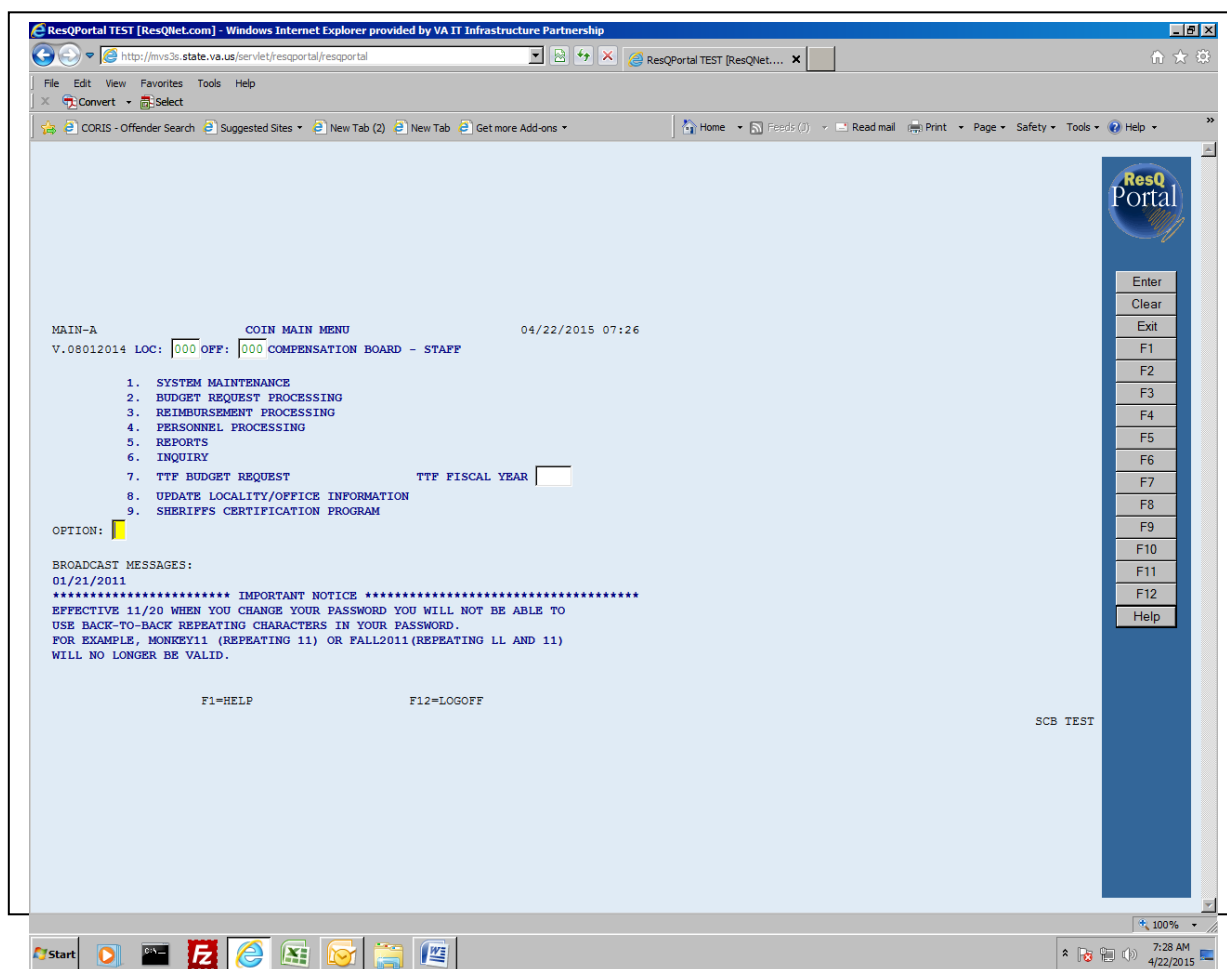 ResQPortal TEST [ResQNet.com] - Windows Internet Explorer provided by VA IT Infrastructure Partnership
http://mvs3s.state.va.us/servlet/resqportal/resqportal
ResQPortal TEST [ResQNet....
File Edit View Favorites Tools Help
Convert Select
CORIS - Offender Search Suggested Sites New Tab (2) New Tab Get more Add-ons Home Feeds (J) Read mail Print Page Safety Tools Help »
ResQ
Portal
Enter
Clear
Exit
F1
F2
F3
F4
F5
F6
F7
F8
F9
F10
F11
F12
Help
MAIN-A COIN MAIN MENU 04/22/2015 07:26
V.08012014 LOC: 000 OFF: 000 COMPENSATION BOARD - STAFF
1. SYSTEM MAINTENANCE
2. BUDGET REQUEST PROCESSING
3. REIMBURSEMENT PROCESSING
4. PERSONNEL PROCESSING
5. REPORTS
6. INQUIRY
7. TTF BUDGET REQUEST TTF FISCAL YEAR
8. UPDATE LOCALITY/OFFICE INFORMATION
9. SHERIFFS CERTIFICATION PROGRAM
OPTION:
BROADCAST MESSAGES:
01/21/2011
************************ IMPORTANT NOTICE *************************************
EFFECTIVE 11/20 WHEN YOU CHANGE YOUR PASSWORD YOU WILL NOT BE ABLE TO
USE BACK-TO-BACK REPEATING CHARACTERS IN YOUR PASSWORD.
FOR EXAMPLE, MONKEY11 (REPEATING 11) OR FALL2011(REPEATING LL AND 11)
WILL NO LONGER BE VALID.
F1=HELP F12=LOGOFF
SCB TEST
100%
Start
C:\
7:28 AM
4/22/2015